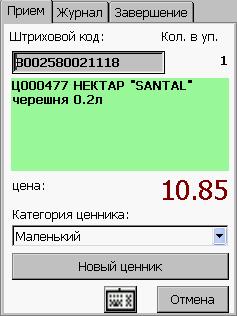 Прием Журнал Завершение
Штриховой код: Кол. в уп.
8002580021118 1
Ц000477 НЕКТАР "SANTAL"
черешня 0.2л
цена: 10.85
Категория ценника:
Маленький
Новый ценник
Отмена